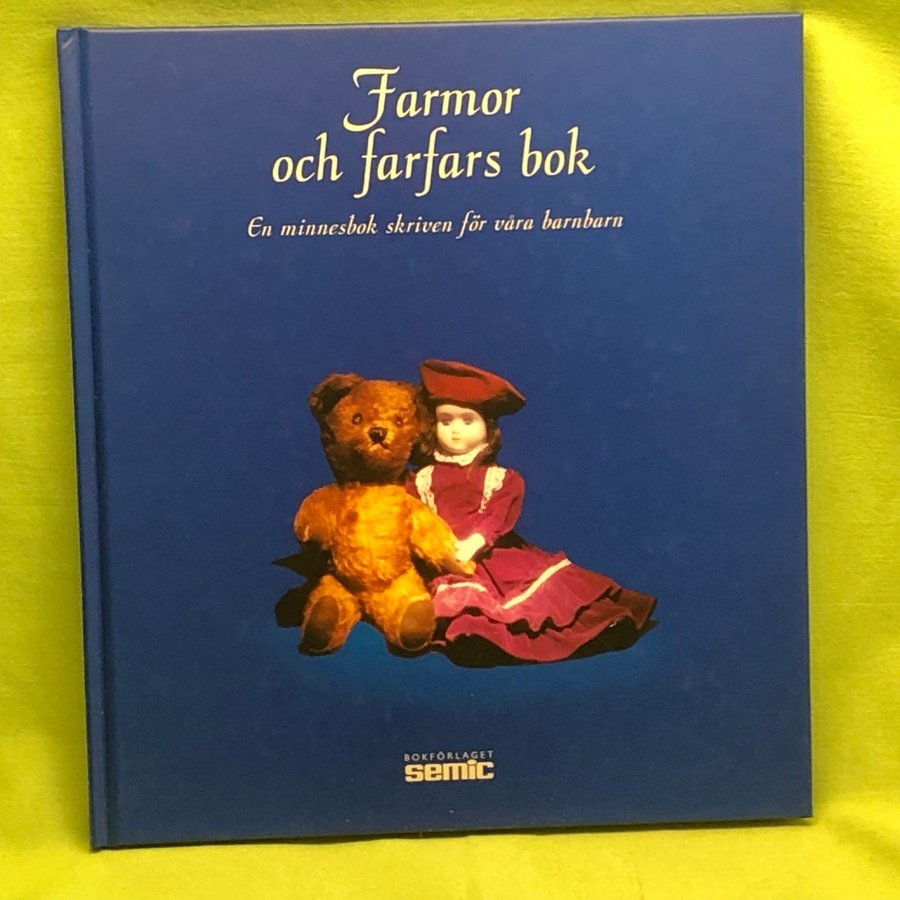 Farmor
och farfars bok
En minnesbok skriven för våra barnbarn
BOKFÖRLAGET
semic